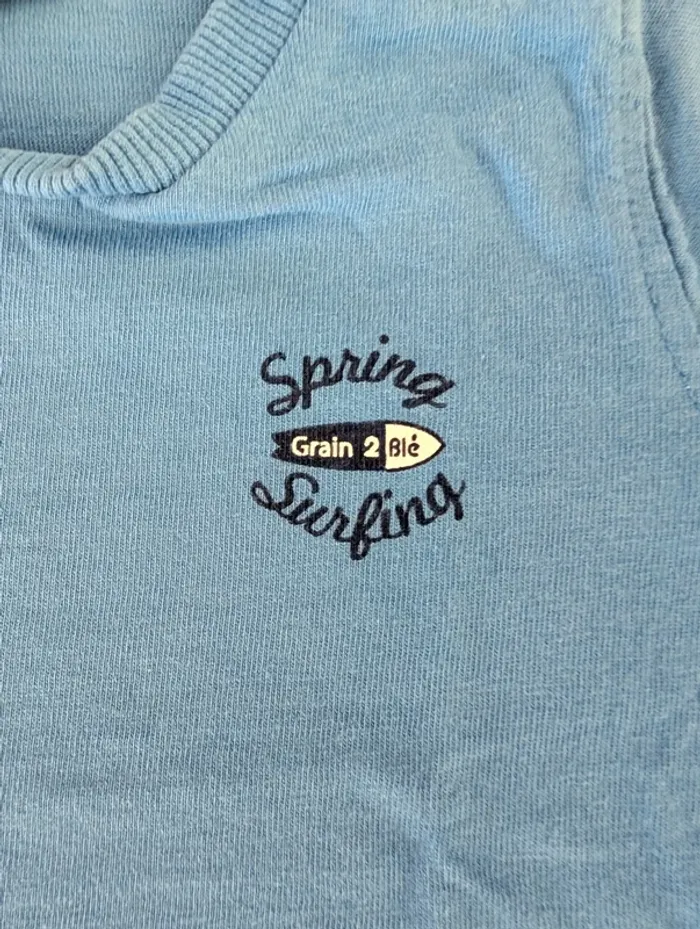 Spring
Grain 2 Blé
Surfing